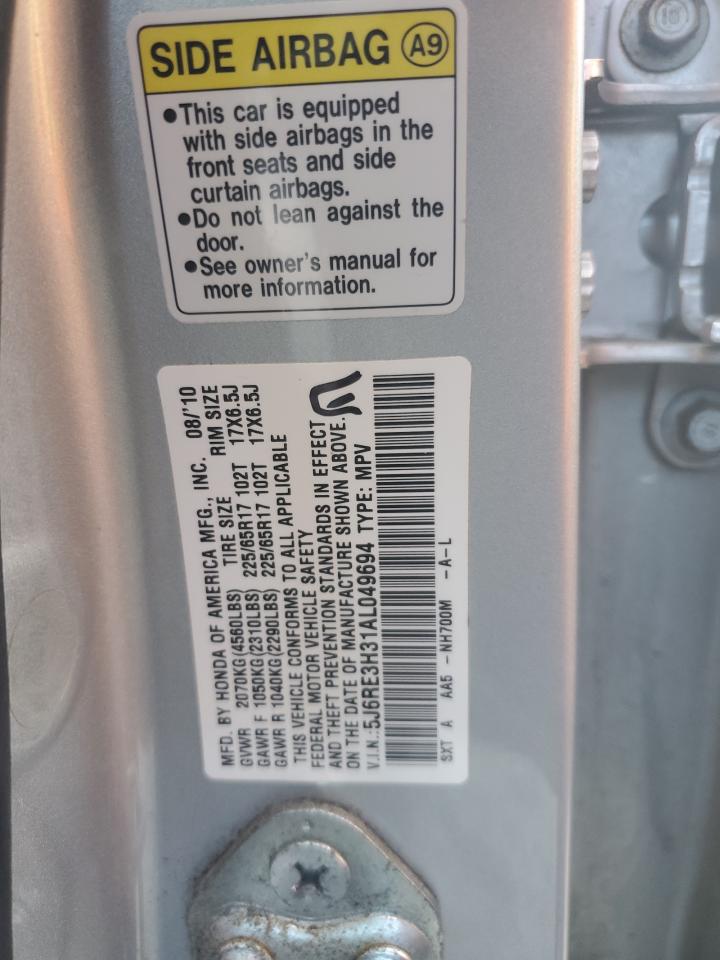 SIDE AIRBAG A9
●This car is equipped
with side airbags in the
front seats and side
curtain airbags.
●Do not lean against the
door.
●See owner's manual for
more information.
MFD. BY HONDA OF AMERICA MFG., INC. 08/'10
TIRE SIZE RIM SIZE
GVWR 2070KG(4560LBS)
GAWR F 1050KG(2310LBS) 225/65R17 102T 17X6.5J
GAWR R 1040KG(2290LBS) 225/65R17 102T 17X6.5J
THIS VEHICLE CONFORMS TO ALL APPLICABLE
FEDERAL MOTOR VEHICLE SAFETY
AND THEFT PREVENTION STANDARDS IN EFFECT
ON THE DATE OF MANUFACTURE SHOWN ABOVE.
V.I.N.:5J6RE3H31AL049694 TYPE: MPV
SXT A AA5 -NH700M -A-L